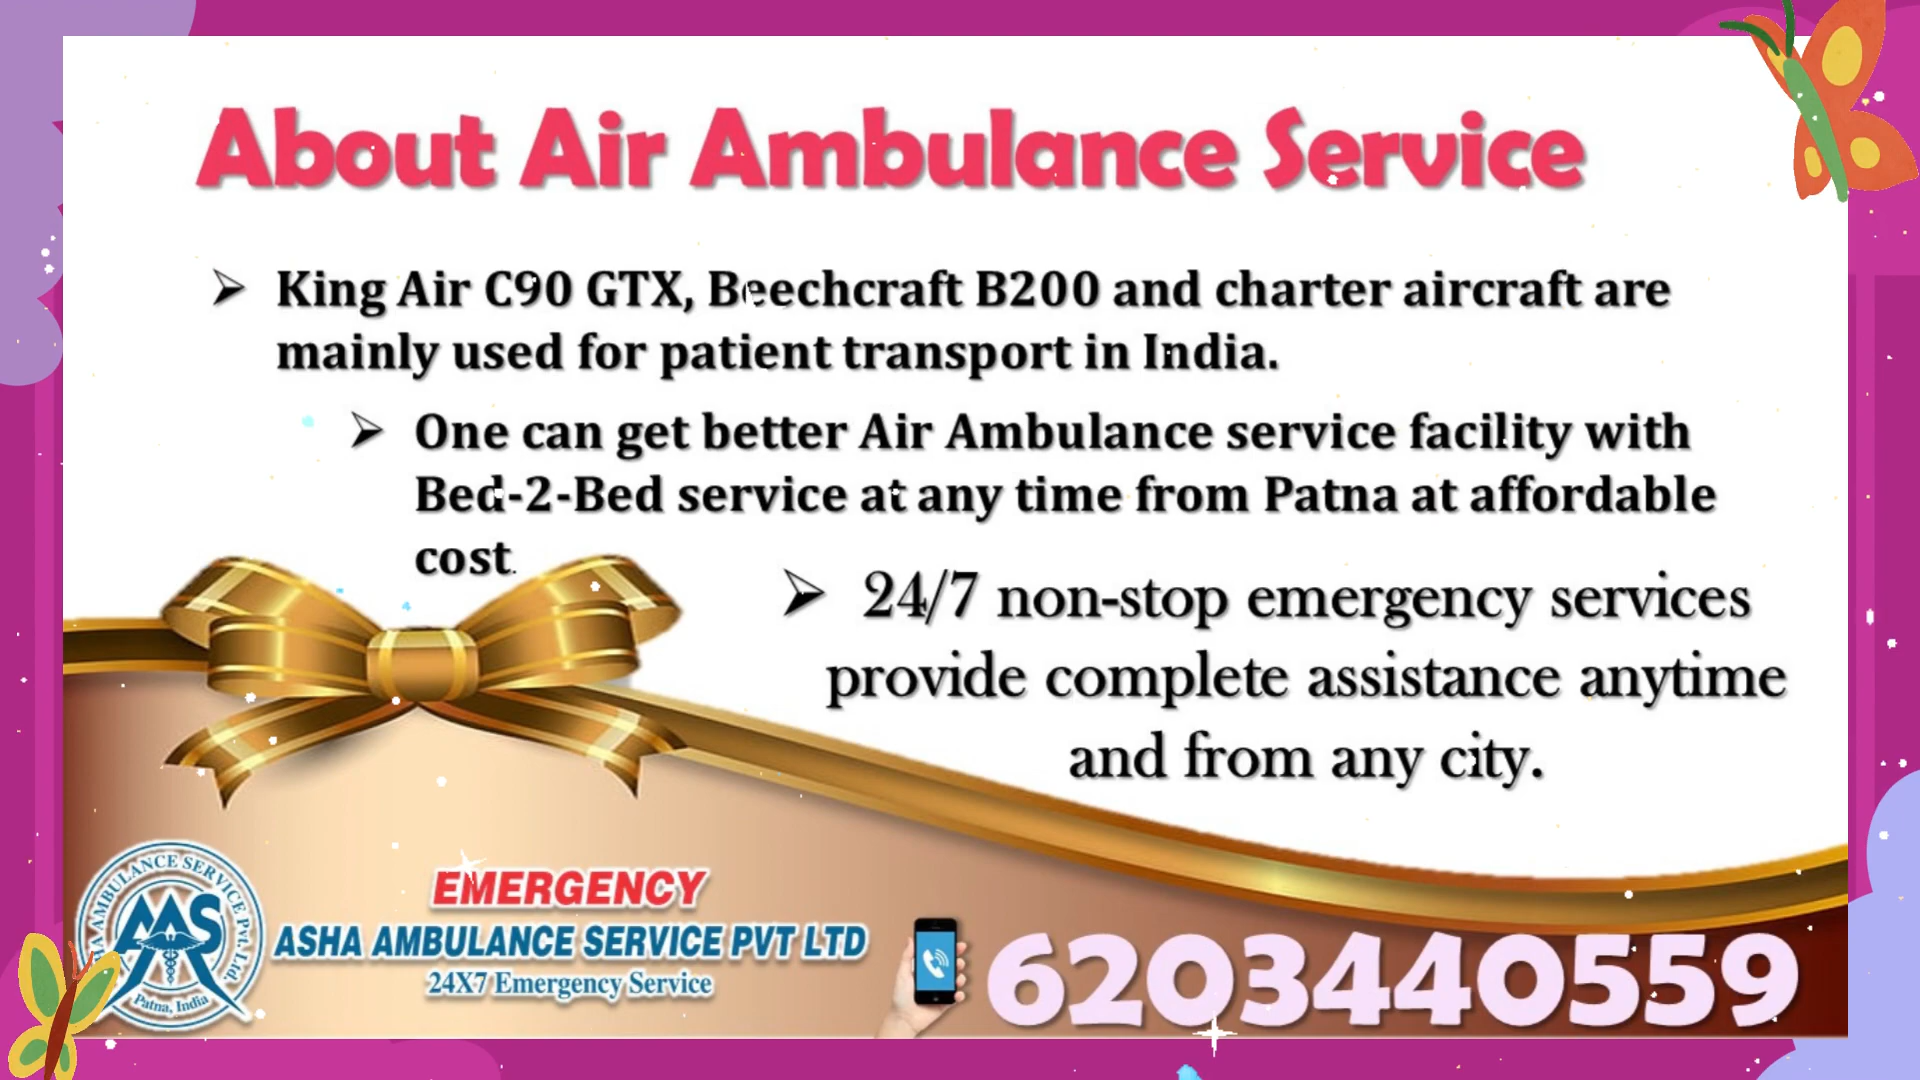 About Air Ambulance Service
➢ King Air C90 GTX, Beechcraft B200 and charter aircraft are
mainly used for patient transport in India.
➢ One can get better Air Ambulance service facility with
Bed-2-Bed service at any time from Patna at affordable
cost.
➢ 24/7 non-stop emergency services
provide complete assistance anytime
and from any city.
AMBULANCE SERVICE Pvt. Ltd.
AAS
Patna, India
EMERGENCY
ASHA AMBULANCE SERVICE PVT LTD
24X7 Emergency Service
6203440559